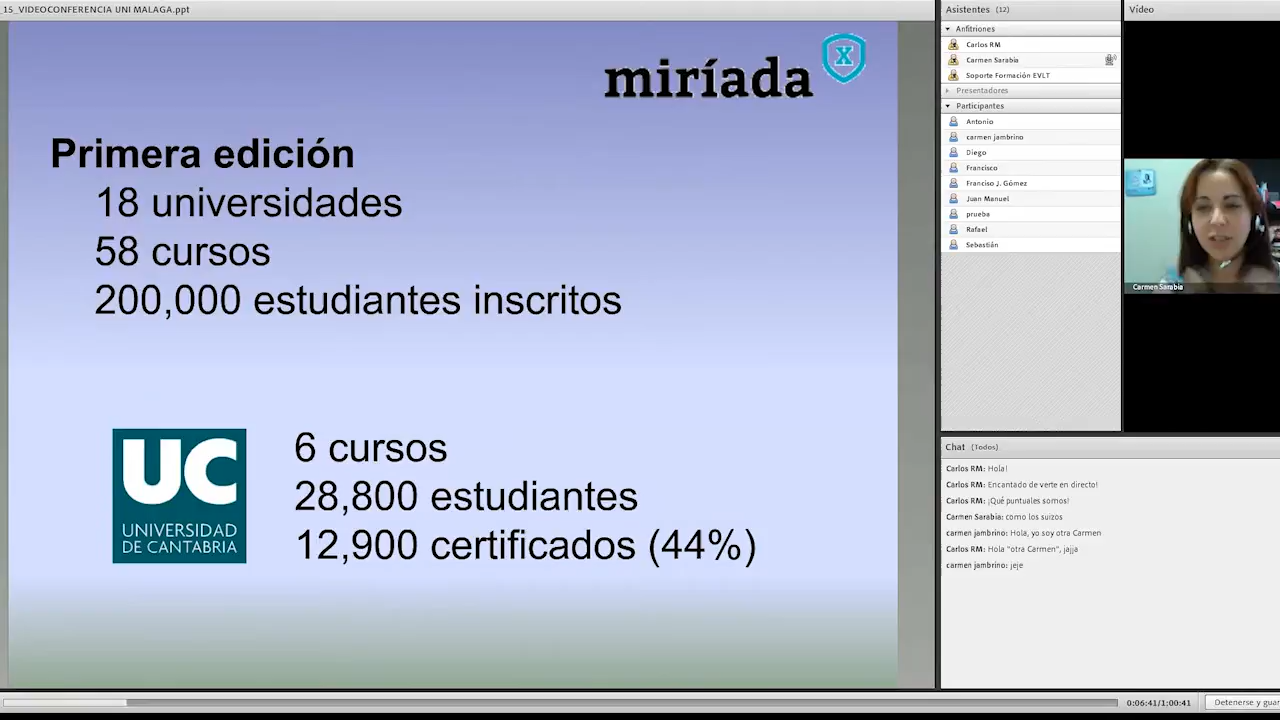 _15_VIDEOCONFERENCIA UNI MALAGA.ppt
miríada X
Primera edición
18 universidades
58 cursos
200,000 estudiantes inscritos
UC
UNIVERSIDAD
DE CANTABRIA
6 cursos
28,800 estudiantes
12,900 certificados (44%)
Asistentes (12)
Anfitriones
Carlos RM
Carmen Sarabia
Soporte Formación EVLT
Presentadores
Participantes
Antonio
carmen jambrino
Diego
Francisco
Franciso J. Gómez
Juan Manuel
prueba
Rafael
Sebastián
Vídeo
Carmen Sarabia
Chat (Todos)
Carlos RM: Hola!
Carlos RM: Encantado de verte en directo!
Carlos RM: ¡Qué puntuales somos!
Carmen Sarabia: como los suizos
carmen jambrino: Hola, yo soy otra Carmen
Carlos RM: Hola "otra Carmen", jajja
carmen jambrino: jeje
0:06:41/1:00:41
Detenerse y guar